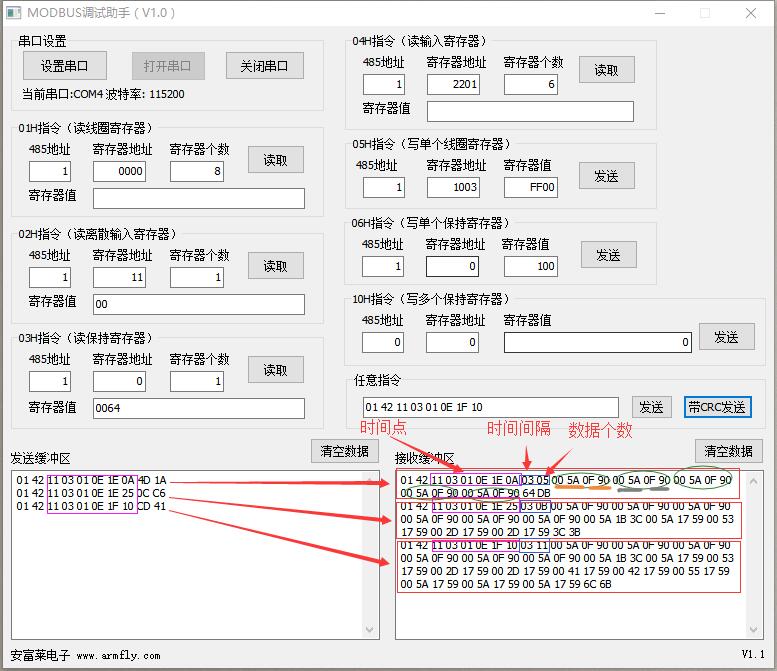 MODBUS调试助手（V1.0）
串口设置
设置串口 打开串口 关闭串口
当前串口:COM4 波特率: 115200
01H指令（读线圈寄存器）
485地址 寄存器地址 寄存器个数
1 0000 8 读取
寄存器值
02H指令（读离散输入寄存器）
485地址 寄存器地址 寄存器个数
1 11 1 读取
寄存器值 00
03H指令（读保持寄存器）
485地址 寄存器地址 寄存器个数
1 0 1 读取
寄存器值 0064
04H指令（读输入寄存器）
485地址 寄存器地址 寄存器个数
1 2201 6 读取
寄存器值
05H指令（写单个线圈寄存器）
485地址 寄存器地址 寄存器值
1 1003 FF00 发送
06H指令（写单个保持寄存器）
485地址 寄存器地址 寄存器值
1 0 100 发送
10H指令（写多个保持寄存器）
485地址 寄存器地址 寄存器值
0 0 0 发送
任意指令
01 42 11 03 01 0E 1F 10 发送 带CRC发送
时间点 时间间隔 数据个数
发送缓冲区 清空数据
01 42 11 03 01 0E 1E 0A 4D 1A
01 42 11 03 01 0E 1E 25 0C C6
01 42 11 03 01 0E 1F 10 CD 41
接收缓冲区 清空数据
01 42 11 03 01 0E 1E 0A 03 05 00 5A 0F 90 00 5A 0F 90 00 5A 0F 90
00 5A 0F 90 00 5A 0F 90 64 DB
01 42 11 03 01 0E 1E 25 03 0B 00 5A 0F 90 00 5A 0F 90 00 5A 0F 90
00 5A 0F 90 00 5A 0F 90 00 5A 0F 90 00 5A 1B 3C 00 5A 17 59 00 53
17 59 00 2D 17 59 00 2D 17 59 3C 3B
01 42 11 03 01 0E 1F 10 03 11 00 5A 0F 90 00 5A 0F 90 00 5A 0F 90
00 5A 0F 90 00 5A 0F 90 00 5A 0F 90 00 5A 1B 3C 00 5A 17 59 00 53
17 59 00 2D 17 59 00 2D 17 59 00 41 17 59 00 42 17 59 00 55 17 59
00 5A 17 59 00 5A 17 59 00 5A 17 59 6C 6B
安富莱电子 www.armfly.com V1.1